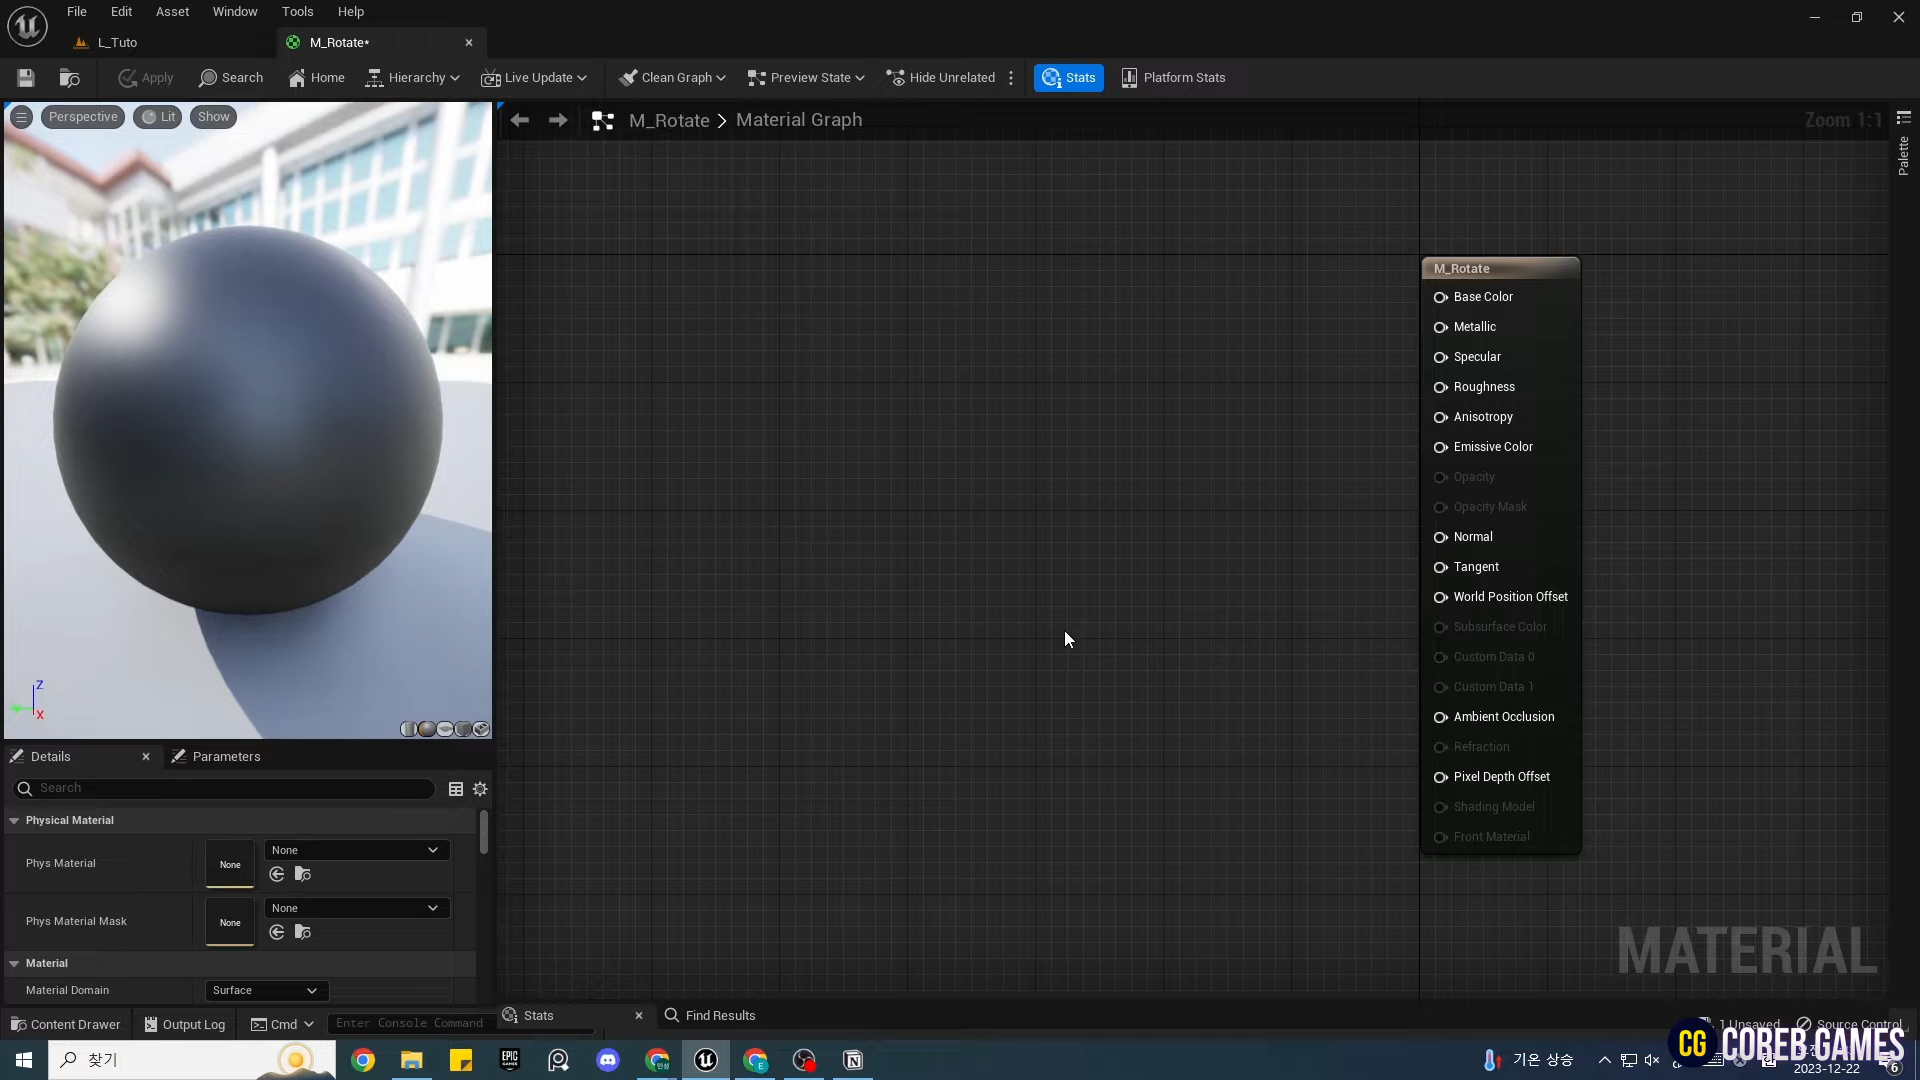 File Edit Asset Window Tools Help
L_Tuto
M_Rotate*
Apply Search Home Hierarchy Live Update Clean Graph Preview State Hide Unrelated Stats Platform Stats
Perspective Lit Show
M_Rotate > Material Graph
Zoom 1:1
Palette
M_Rotate
Base Color
Metallic
Specular
Roughness
Anisotropy
Emissive Color
Opacity
Opacity Mask
Normal
Tangent
World Position Offset
Subsurface Color
Custom Data 0
Custom Data 1
Ambient Occlusion
Refraction
Pixel Depth Offset
Shading Model
Front Material
MATERIAL
Z
X
Details Parameters
Search
Physical Material
Phys Material None None
Phys Material Mask None None
Material
Material Domain Surface
Content Drawer Output Log Cmd Enter Console Command
Stats Find Results
1 Unsaved Source Control
찾기
EPIC GAMES
기온 상승
2023-12-22
6
CG COREB GAMES